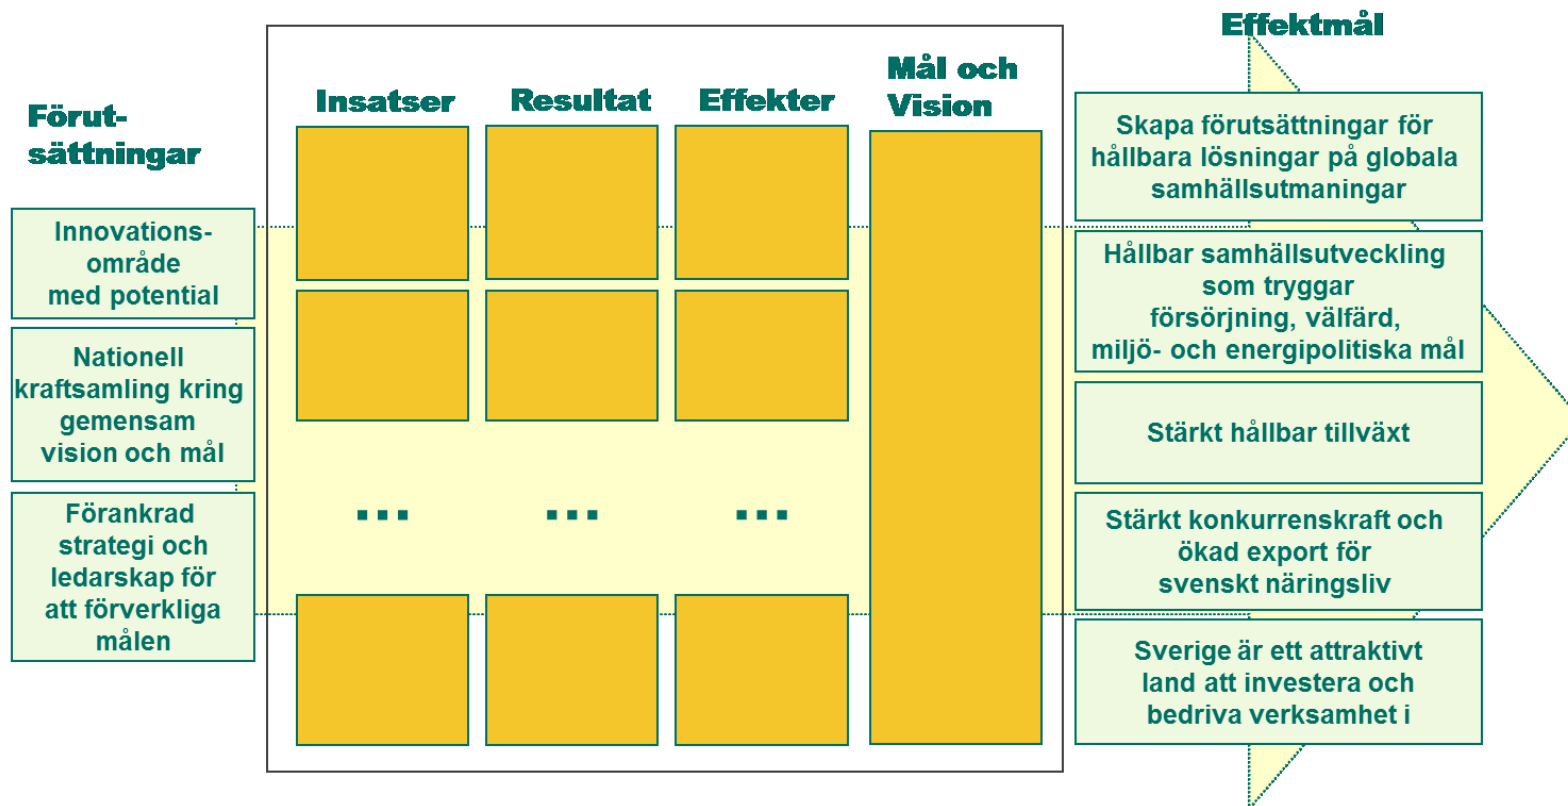 Förut-
sättningar
Innovations-
område
med potential
Nationell
kraftsamling kring
gemensam
vision och mål
Förankrad
strategi och
ledarskap för
att förverkliga
målen
Insatser
...
Resultat
...
Effekter
...
Mål och
Vision
Effektmål
Skapa förutsättningar för
hållbara lösningar på globala
samhällsutmaningar
Hållbar samhällsutveckling
som tryggar
försörjning, välfärd,
miljö- och energipolitiska mål
Stärkt hållbar tillväxt
Stärkt konkurrenskraft och
ökad export för
svenskt näringsliv
Sverige är ett attraktivt
land att investera och
bedriva verksamhet i